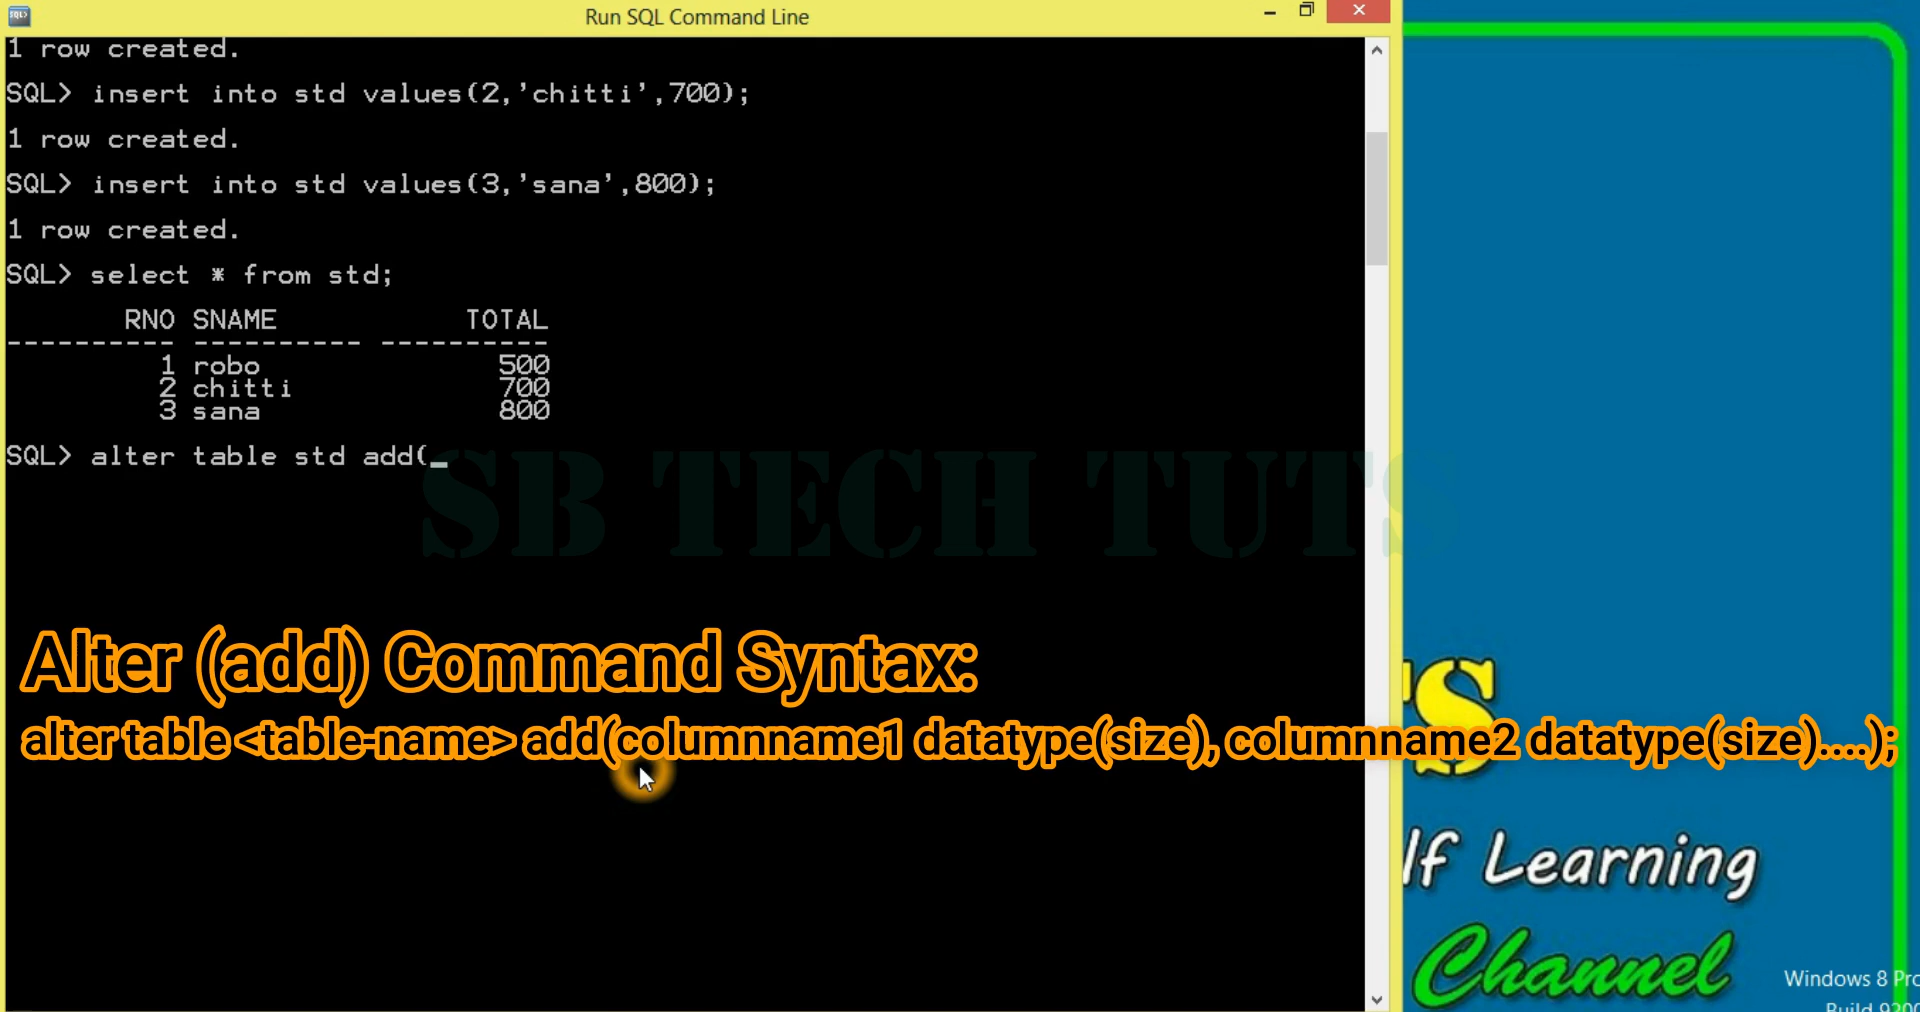 Run SQL Command Line
1 row created.
SQL> insert into std values(2,'chitti',700);
1 row created.
SQL> insert into std values(3,'sana',800);
1 row created.
SQL> select * from std;
RNO SNAME TOTAL
---------- ---------- ----------
1 robo 500
2 chitti 700
3 sana 800
SQL> alter table std add(_
SB TECH TUTS
Alter (add) Command Syntax:
alter table <table-name> add(columnname1 datatype(size), columnname2 datatype(size)....);
S
lf Learning
Channel
Windows 8 Pro
Build 9200